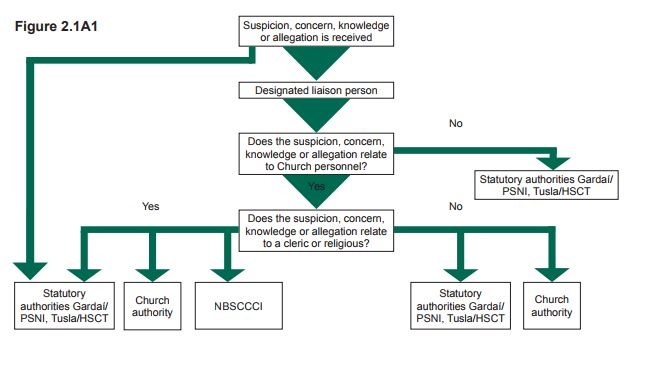 Figure 2.1A1
Suspicion, concern, knowledge
or allegation is received
Designated liaison person
Does the suspicion, concern,
knowledge or allegation relate
to Church personnel?
No
Statutory authorities Gardaí/
PSNI, Tusla/HSCT
Yes
Does the suspicion, concern,
knowledge or allegation relate
to a cleric or religious?
Yes
No
Statutory
authorities Gardaí/
PSNI, Tusla/HSCT
Church
authority
NBSCCCI
Statutory
authorities Gardaí/
PSNI, Tusla/HSCT
Church
authority